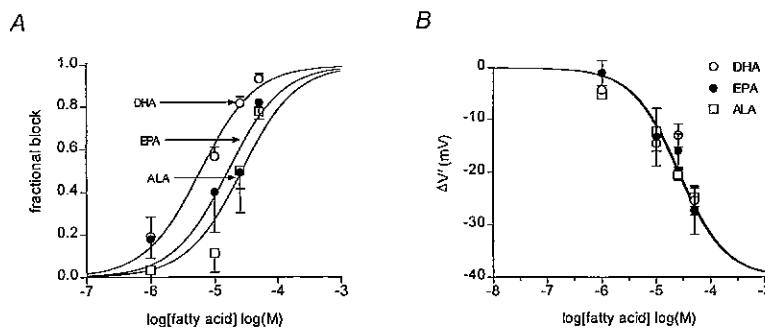 A
fractional block
1.0
0.8
0.6
0.4
0.2
0.0
DHA
EPA
ALA
-7
-6
-5
-4
-3
log[fatty acid] log(M)
B
ΔV' (mV)
0
-10
-20
-30
-40
DHA
EPA
ALA
-8
-7
-6
-5
-4
-3
log[fatty acid] log(M)